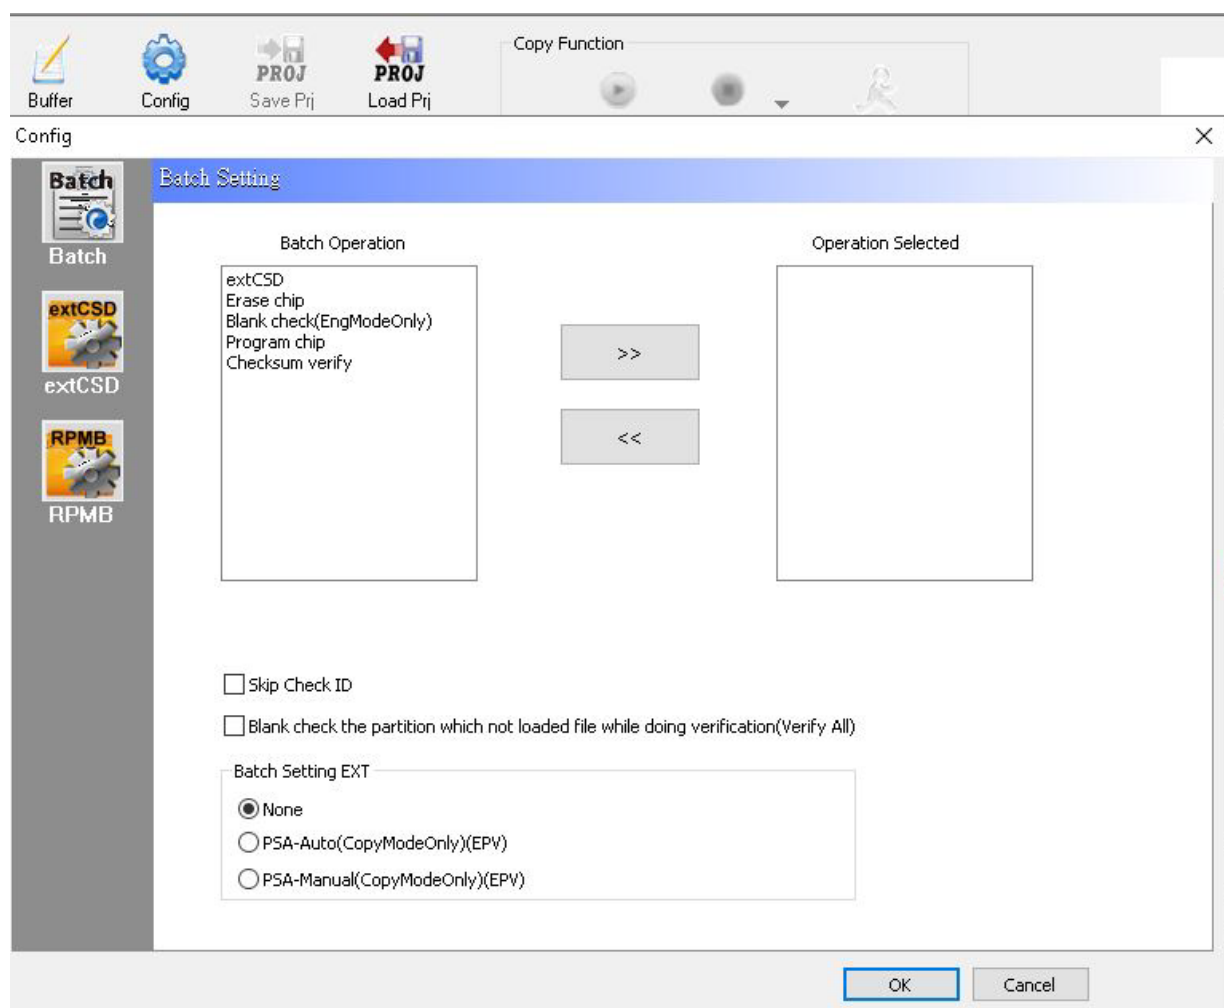 Copy Function
PROJ
PROJ
Buffer
Config
Save Prj
Load Prj
Config
Batch
Batch
Batch Setting
Batch Operation
Operation Selected
extCSD
Erase chip
Blank check(EngModeOnly)
Program chip
Checksum verify
>>
<<
extCSD
extCSD
RPMB
RPMB
Skip Check ID
Blank check the partition which not loaded file while doing verification(Verify All)
Batch Setting EXT
None
PSA-Auto(CopyModeOnly)(EPV)
PSA-Manual(CopyModeOnly)(EPV)
OK
Cancel